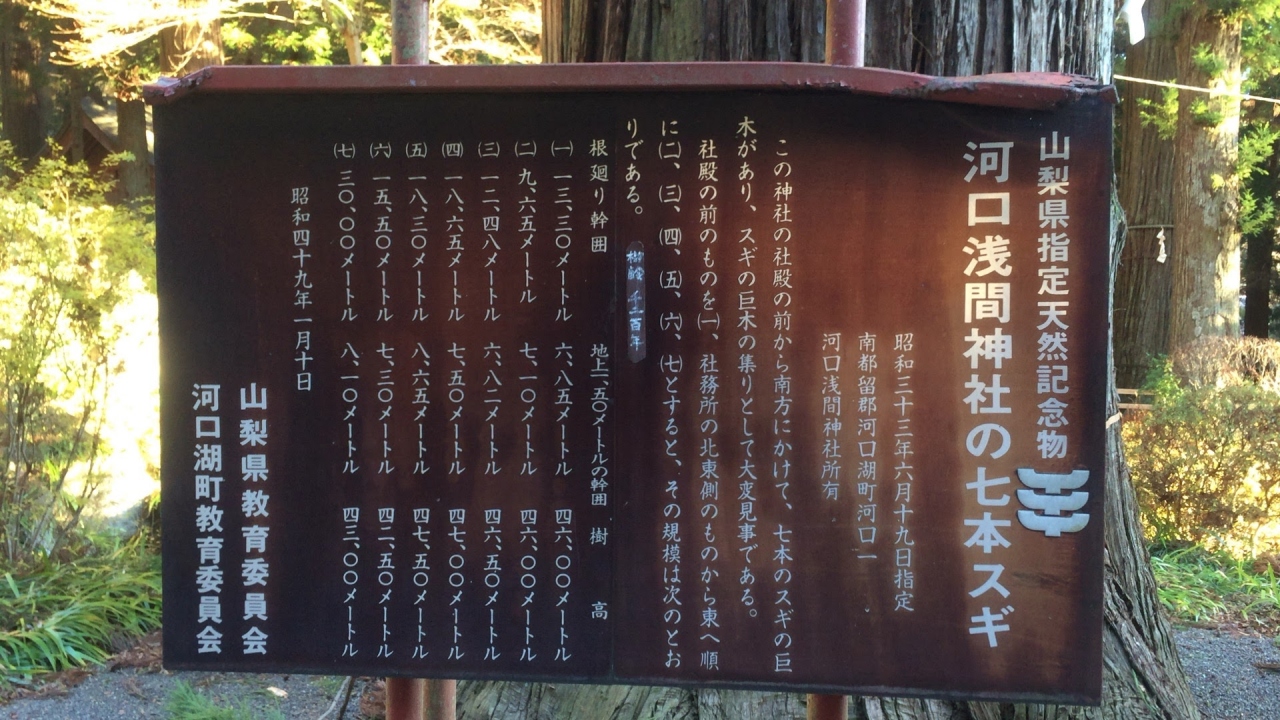 山梨県指定天然記念物
河口浅間神社の七本スギ
昭和三十三年六月十九日指定
南都留郡河口湖町河口一
河口浅間神社所有
この神社の社殿の前から南方にかけて、七本のスギの巨
木があり、スギの巨木の集りとして大変見事である。
社殿の前のものを㈠、社務所の北東側のものから東へ順
に㈡、㈢、㈣、㈤、㈥、㈦とすると、その規模は次のとお
りである。
樹齢 千二百年
根廻り幹囲 地上一、五〇メートルの幹囲 樹高
㈠ 一三、三〇メートル 六、八五メートル 四六、〇〇メートル
㈡ 九、六五メートル 七、一〇メートル 四六、〇〇メートル
㈢ 一二、四八メートル 六、八二メートル 四六、五〇メートル
㈣ 一八、六五メートル 七、五〇メートル 四七、〇〇メートル
㈤ 一八、三〇メートル 八、六五メートル 四七、五〇メートル
㈥ 一五、五〇メートル 七、三〇メートル 四二、五〇メートル
㈦ 三〇、〇〇メートル 八、一〇メートル 四三、〇〇メートル
昭和四十九年一月十日
山梨県教育委員会
河口湖町教育委員会